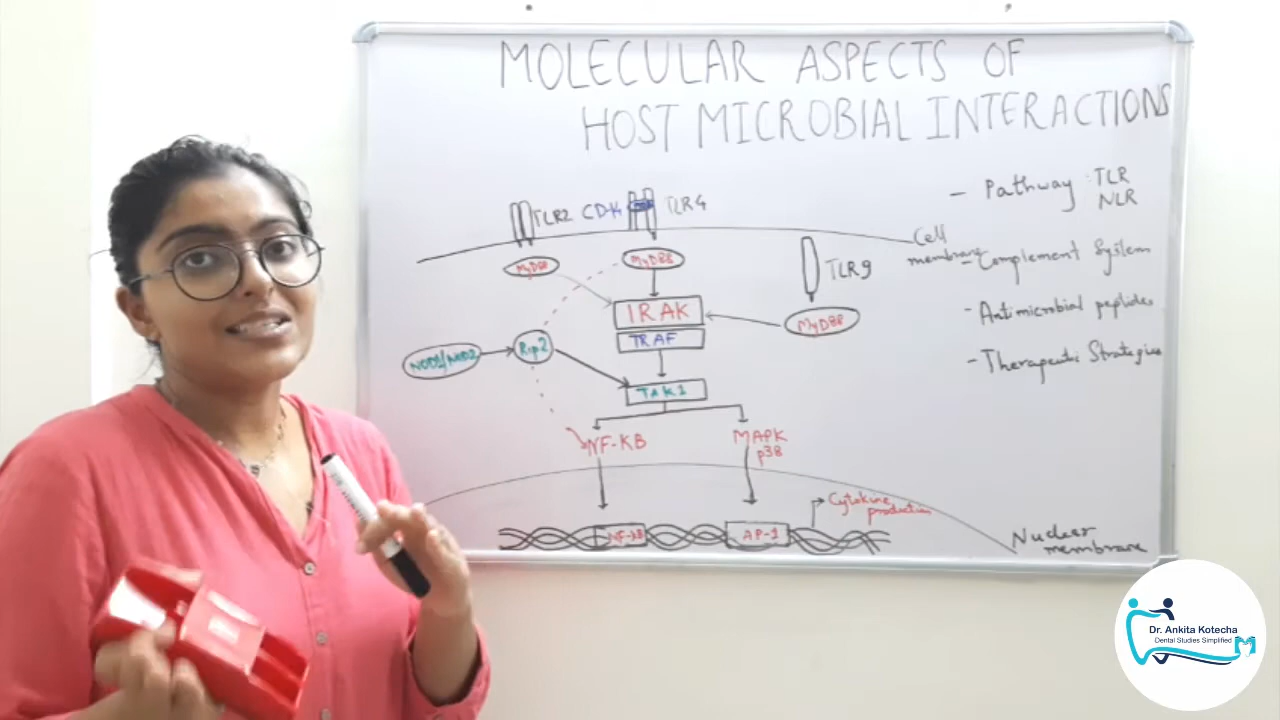 MOLECULAR ASPECTS OF
HOST MICROBIAL INTERACTIONS
TLR2
CD14
TLR4
Cell
membrane
MyD88
MyD88
TLR9
MyD88
IRAK
TRAF
NOD1/NOD2
Rip2
TAK1
NF-KB
MAPK
p38
NF-KB
AP-1
Cytokine
production
Nuclear
membrane
- Pathway : TLR
NLR
- Complement System
- Antimicrobial peptides
- Therapeutic Strategies
Dr. Ankita Kotecha
Dental Studies Simplified